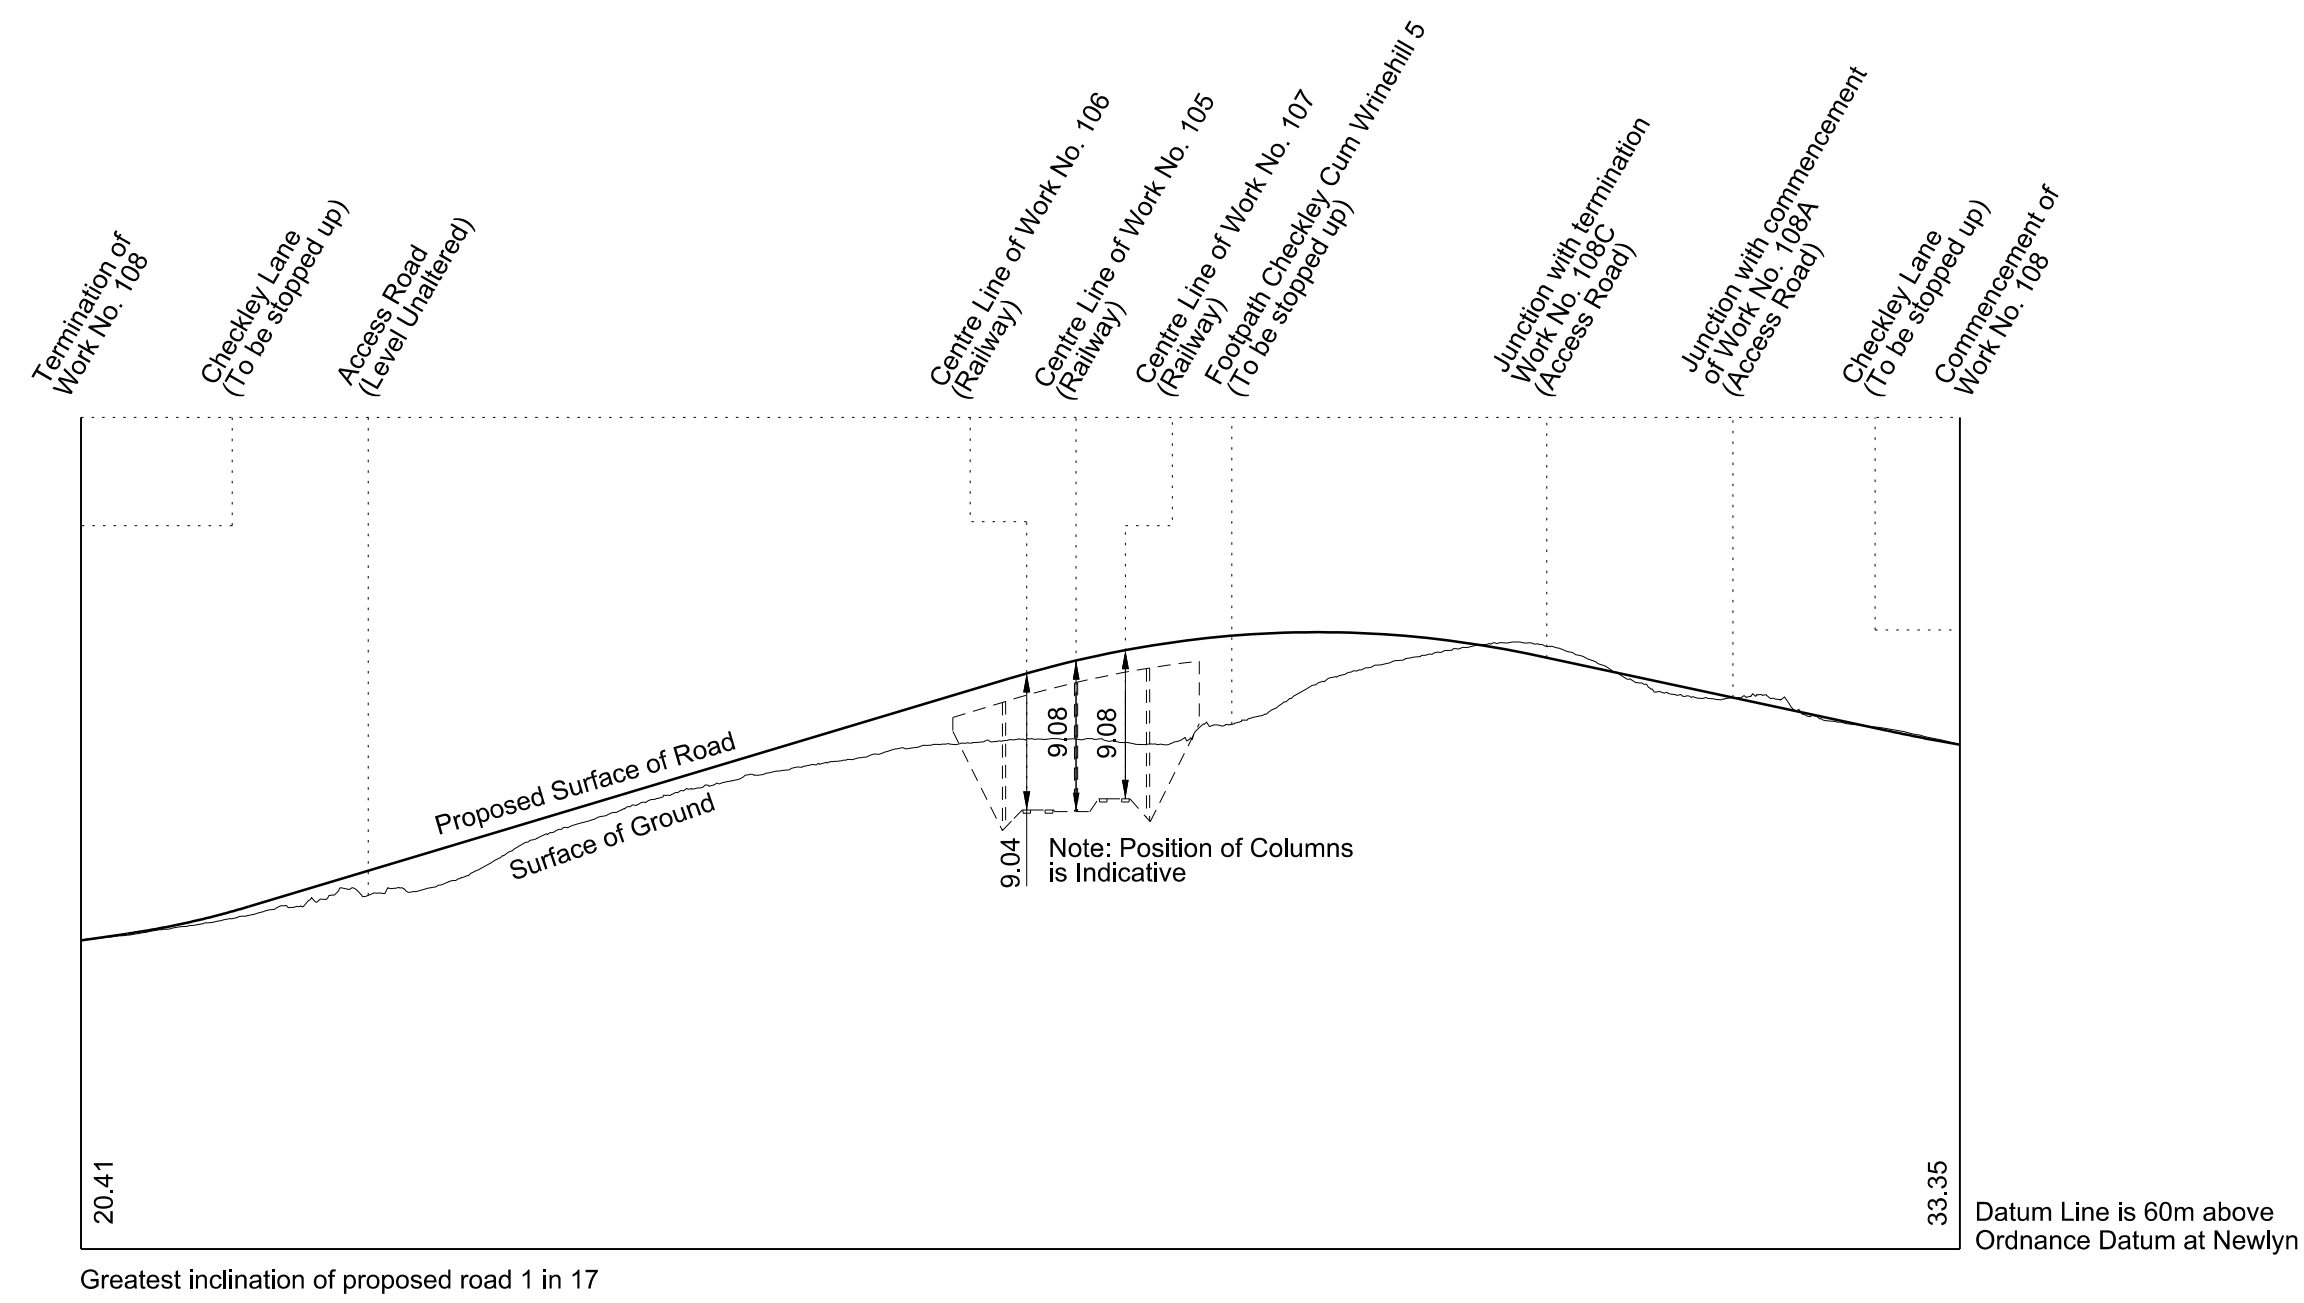 Termination of
Work No. 108
Checkley Lane
(To be stopped up)
Access Road
(Level Unaltered)
Centre Line of Work No. 106
(Railway)
Centre Line of Work No. 105
(Railway)
Centre Line of Work No. 107
(Railway)
Footpath Checkley Cum Wrinehill 5
(To be stopped up)
Junction with termination
Work No. 108C
(Access Road)
Junction with commencement
of Work No. 108A
(Access Road)
Checkley Lane
(To be stopped up)
Commencement of
Work No. 108
Proposed Surface of Road
Surface of Ground
9.04
9.08
9.08
Note: Position of Columns
is Indicative
20.41
33.35
Datum Line is 60m above
Ordnance Datum at Newlyn
Greatest inclination of proposed road 1 in 17